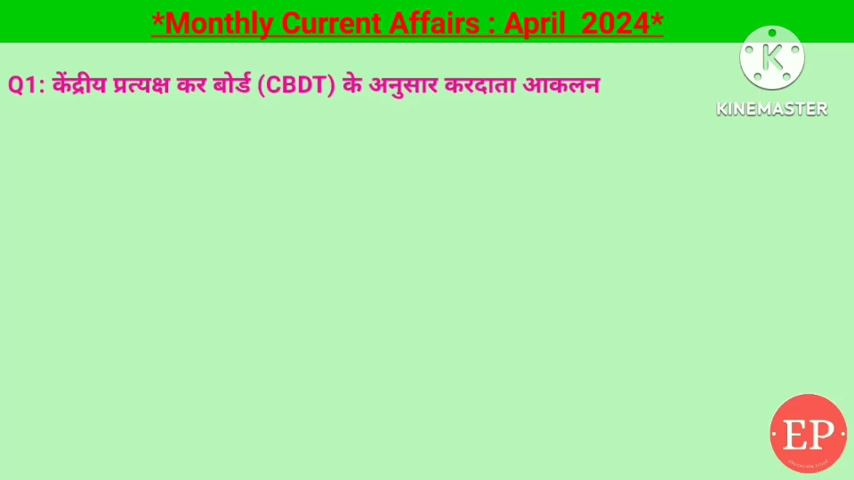 *Monthly Current Affairs : April 2024*
Q1: केंद्रीय प्रत्यक्ष कर बोर्ड (CBDT) के अनुसार करदाता आकलन
K
KINEMASTER
EP